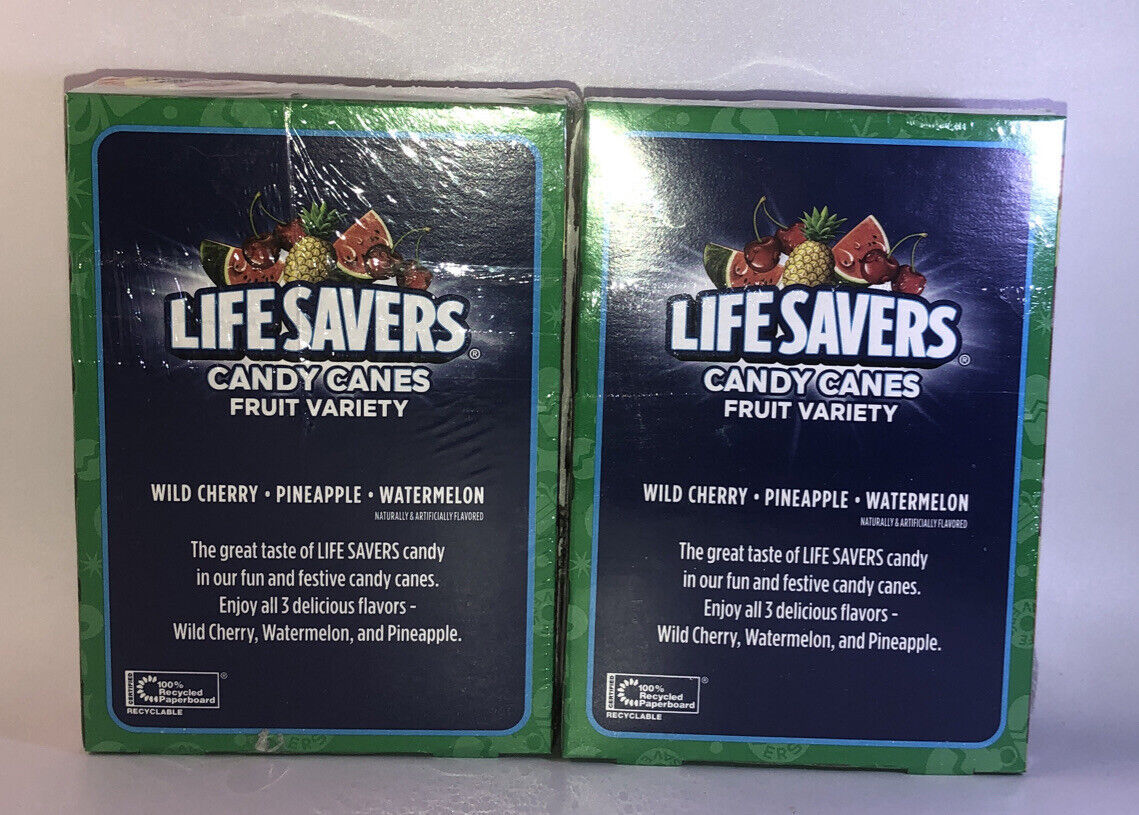 LIFE SAVERS®
CANDY CANES
FRUIT VARIETY
WILD CHERRY • PINEAPPLE • WATERMELON
NATURALLY & ARTIFICIALLY FLAVORED
The great taste of LIFE SAVERS candy
in our fun and festive candy canes.
Enjoy all 3 delicious flavors -
Wild Cherry, Watermelon, and Pineapple.
CERTIFIED
100%
Recycled
Paperboard
®
RECYCLABLE
ERS
LIFE SAVERS®
CANDY CANES
FRUIT VARIETY
WILD CHERRY • PINEAPPLE • WATERMELON
NATURALLY & ARTIFICIALLY FLAVORED
The great taste of LIFE SAVERS candy
in our fun and festive candy canes.
Enjoy all 3 delicious flavors -
Wild Cherry, Watermelon, and Pineapple.
CERTIFIED
100%
Recycled
Paperboard
®
RECYCLABLE
ERS